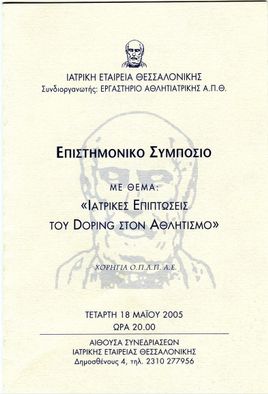 ΙΑΤΡΙΚΗ ΕΤΑΙΡΕΙΑ ΘΕΣΣΑΛΟΝΙΚΗΣ
Συνδιοργανωτής: ΕΡΓΑΣΤΗΡΙΟ ΑΘΛΗΤΙΑΤΡΙΚΗΣ Α.Π.Θ.
ΕΠΙΣΤΗΜΟΝΙΚΟ ΣΥΜΠΟΣΙΟ
ΜΕ ΘΕΜΑ:
«ΙΑΤΡΙΚΕΣ ΕΠΙΠΤΩΣΕΙΣ
ΤΟΥ DOPING ΣΤΟΝ ΑΘΛΗΤΙΣΜΟ»
ΧΟΡΗΓΙΑ Ο.Π.Α.Π. Α.Ε.
ΤΕΤΑΡΤΗ 18 ΜΑΪΟΥ 2005
ΩΡΑ 20.00
ΑΙΘΟΥΣΑ ΣΥΝΕΔΡΙΑΣΕΩΝ
ΙΑΤΡΙΚΗΣ ΕΤΑΙΡΕΙΑΣ ΘΕΣΣΑΛΟΝΙΚΗΣ
Δημοσθένους 4, τηλ. 2310 277956